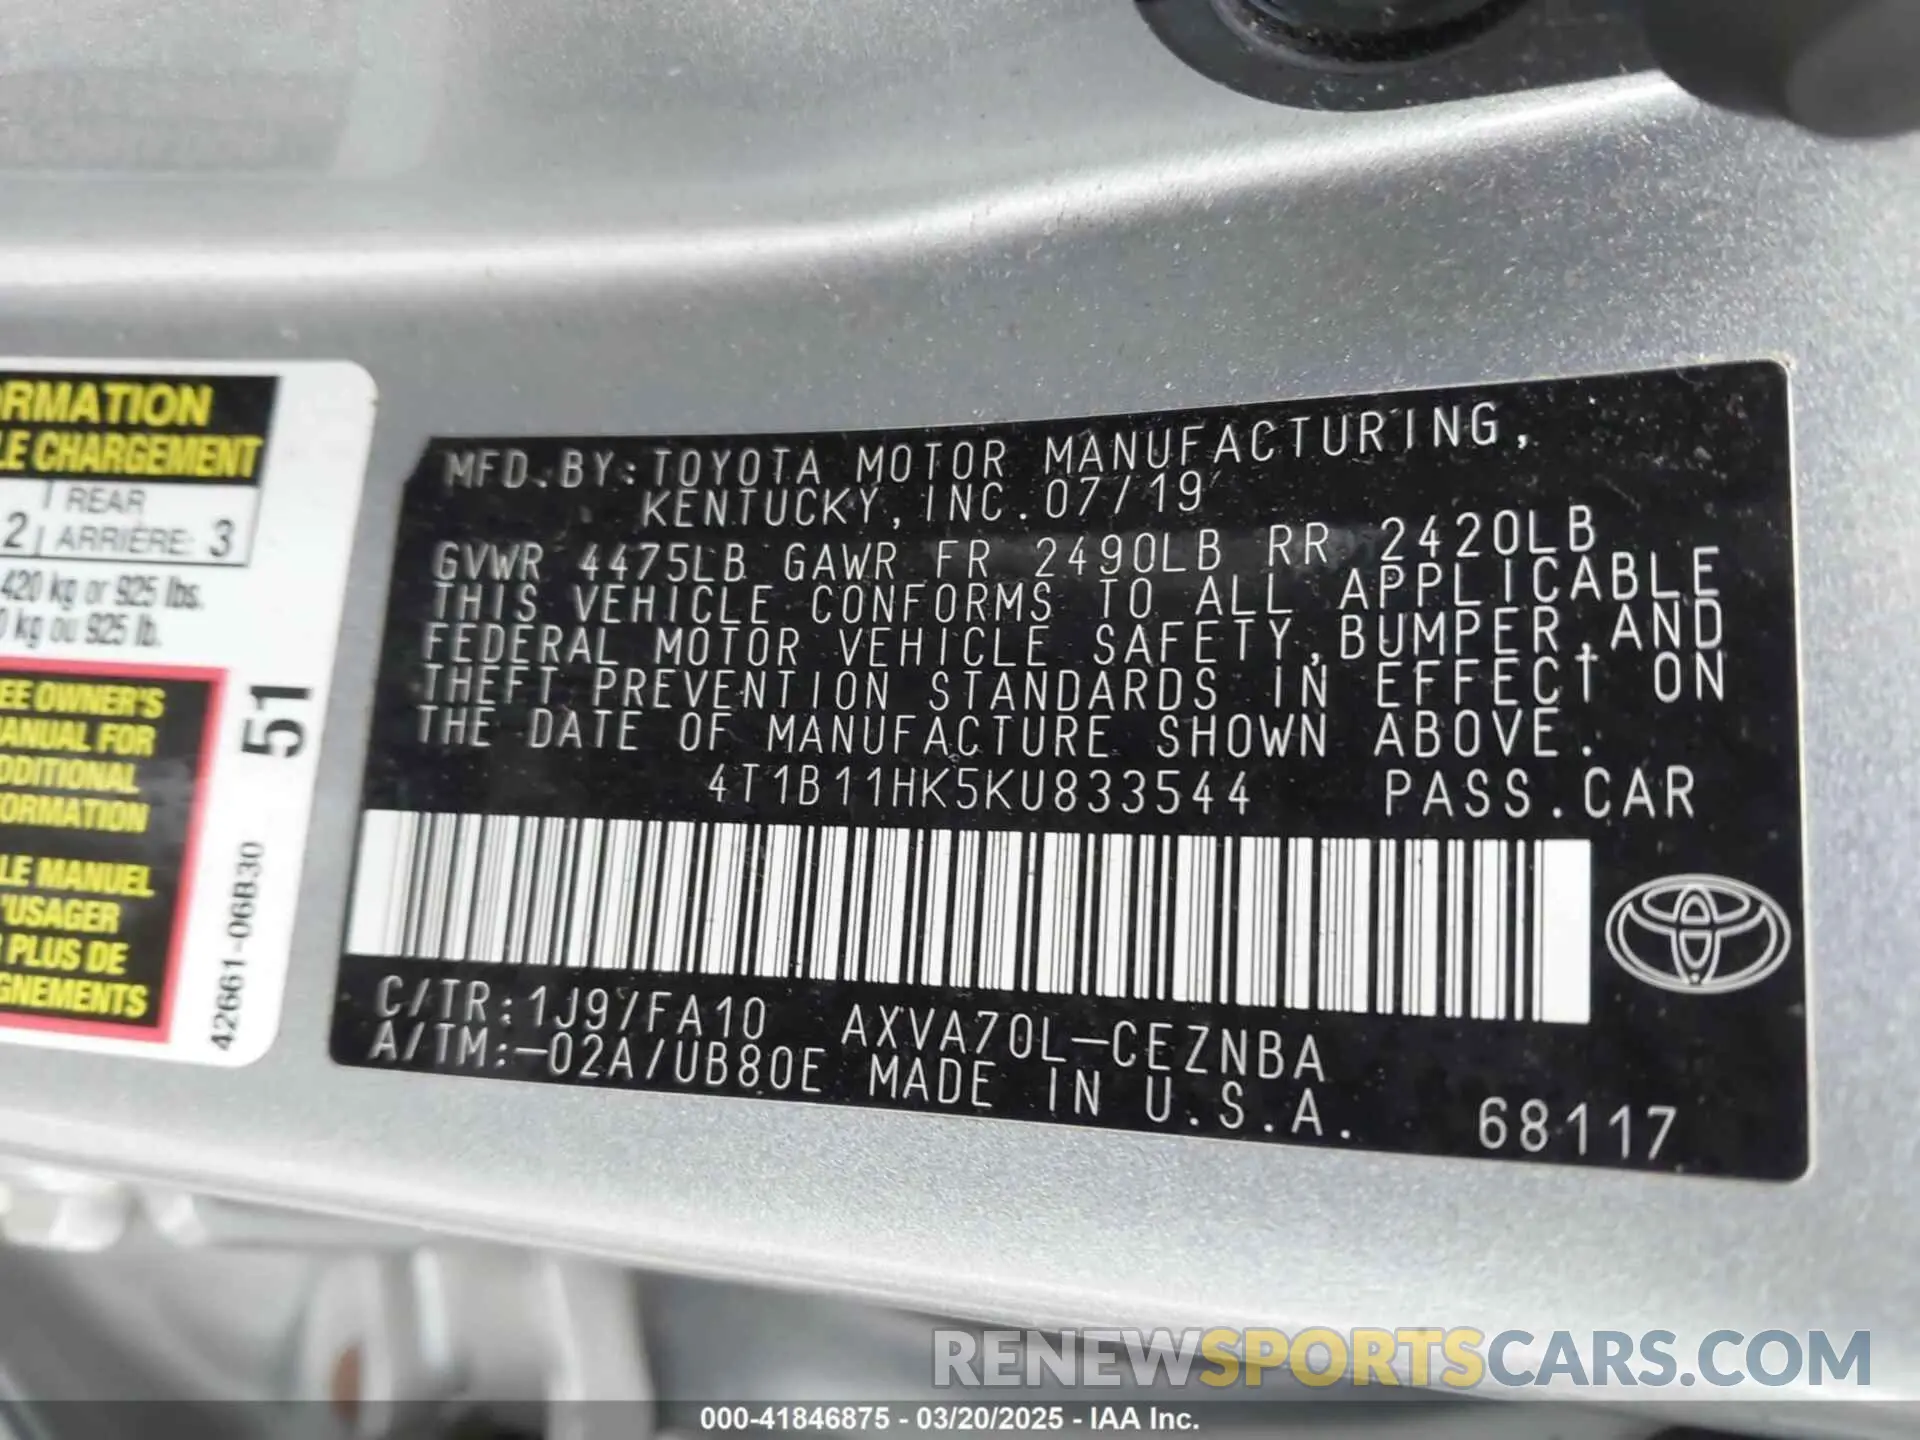 RMATION
LE CHARGEMENT
REAR
2 ARRIÈRE: 3
420 kg or 925 lbs.
0 kg ou 925 lb.
EE OWNER'S
ANUAL FOR
DDITIONAL
FORMATION
LE MANUEL
'USAGER
PLUS DE
GNEMENTS
51
42661-06B30
MFD.BY:TOYOTA MOTOR MANUFACTURING,
KENTUCKY,INC.07/19
GVWR 4475LB GAWR FR 2490LB RR 2420LB
THIS VEHICLE CONFORMS TO ALL APPLICABLE
FEDERAL MOTOR VEHICLE SAFETY,BUMPER,AND
THEFT PREVENTION STANDARDS IN EFFECT ON
THE DATE OF MANUFACTURE SHOWN ABOVE.
4T1B11HK5KU833544 PASS.CAR
C/TR:1J9/FA10 AXVA70L-CEZNBA
A/TM:-02A/UB80E MADE IN U.S.A.
68117
RENEWSPORTSCARS.COM
000-41846875 - 03/20/2025 - IAA Inc.